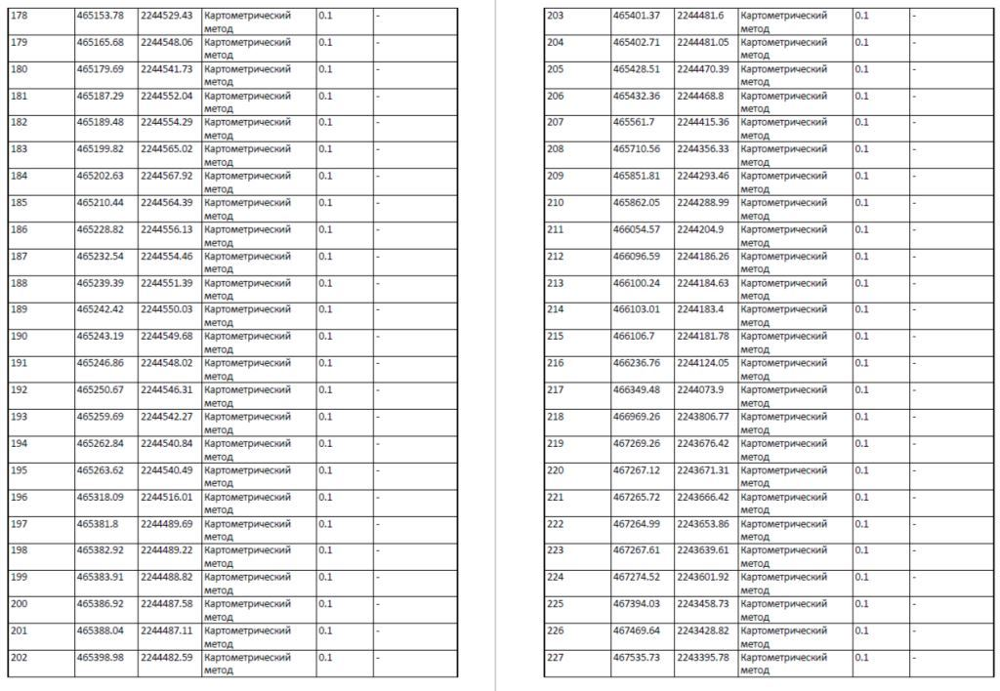 178 465153.78 2244529.43 Картометрический 0.1 -
метод
179 465165.68 2244548.06 Картометрический 0.1 -
метод
180 465179.69 2244541.73 Картометрический 0.1 -
метод
181 465187.29 2244552.04 Картометрический 0.1 -
метод
182 465189.48 2244554.29 Картометрический 0.1 -
метод
183 465199.82 2244565.02 Картометрический 0.1 -
метод
184 465202.63 2244567.92 Картометрический 0.1 -
метод
185 465210.44 2244564.39 Картометрический 0.1 -
метод
186 465228.82 2244556.13 Картометрический 0.1 -
метод
187 465232.54 2244554.46 Картометрический 0.1 -
метод
188 465239.39 2244551.39 Картометрический 0.1 -
метод
189 465242.42 2244550.03 Картометрический 0.1 -
метод
190 465243.19 2244549.68 Картометрический 0.1 -
метод
191 465246.86 2244548.02 Картометрический 0.1 -
метод
192 465250.67 2244546.31 Картометрический 0.1 -
метод
193 465259.69 2244542.27 Картометрический 0.1 -
метод
194 465262.84 2244540.84 Картометрический 0.1 -
метод
195 465263.62 2244540.49 Картометрический 0.1 -
метод
196 465318.09 2244516.01 Картометрический 0.1 -
метод
197 465381.8 2244489.69 Картометрический 0.1 -
метод
198 465382.92 2244489.22 Картометрический 0.1 -
метод
199 465383.91 2244488.82 Картометрический 0.1 -
метод
200 465386.92 2244487.58 Картометрический 0.1 -
метод
201 465388.04 2244487.11 Картометрический 0.1 -
метод
202 465398.98 2244482.59 Картометрический 0.1 -
метод
203 465401.37 2244481.6 Картометрический 0.1 -
метод
204 465402.71 2244481.05 Картометрический 0.1 -
метод
205 465428.51 2244470.39 Картометрический 0.1 -
метод
206 465432.36 2244468.8 Картометрический 0.1 -
метод
207 465561.7 2244415.36 Картометрический 0.1 -
метод
208 465710.56 2244356.33 Картометрический 0.1 -
метод
209 465851.81 2244293.46 Картометрический 0.1 -
метод
210 465862.05 2244288.99 Картометрический 0.1 -
метод
211 466054.57 2244204.9 Картометрический 0.1 -
метод
212 466096.59 2244186.26 Картометрический 0.1 -
метод
213 466100.24 2244184.63 Картометрический 0.1 -
метод
214 466103.01 2244183.4 Картометрический 0.1 -
метод
215 466106.7 2244181.78 Картометрический 0.1 -
метод
216 466236.76 2244124.05 Картометрический 0.1 -
метод
217 466349.48 2244073.9 Картометрический 0.1 -
метод
218 466969.26 2243806.77 Картометрический 0.1 -
метод
219 467269.26 2243676.42 Картометрический 0.1 -
метод
220 467267.12 2243671.31 Картометрический 0.1 -
метод
221 467265.72 2243666.42 Картометрический 0.1 -
метод
222 467264.99 2243653.86 Картометрический 0.1 -
метод
223 467267.61 2243639.61 Картометрический 0.1 -
метод
224 467274.52 2243601.92 Картометрический 0.1 -
метод
225 467394.03 2243458.73 Картометрический 0.1 -
метод
226 467469.64 2243428.82 Картометрический 0.1 -
метод
227 467535.73 2243395.78 Картометрический 0.1 -
метод